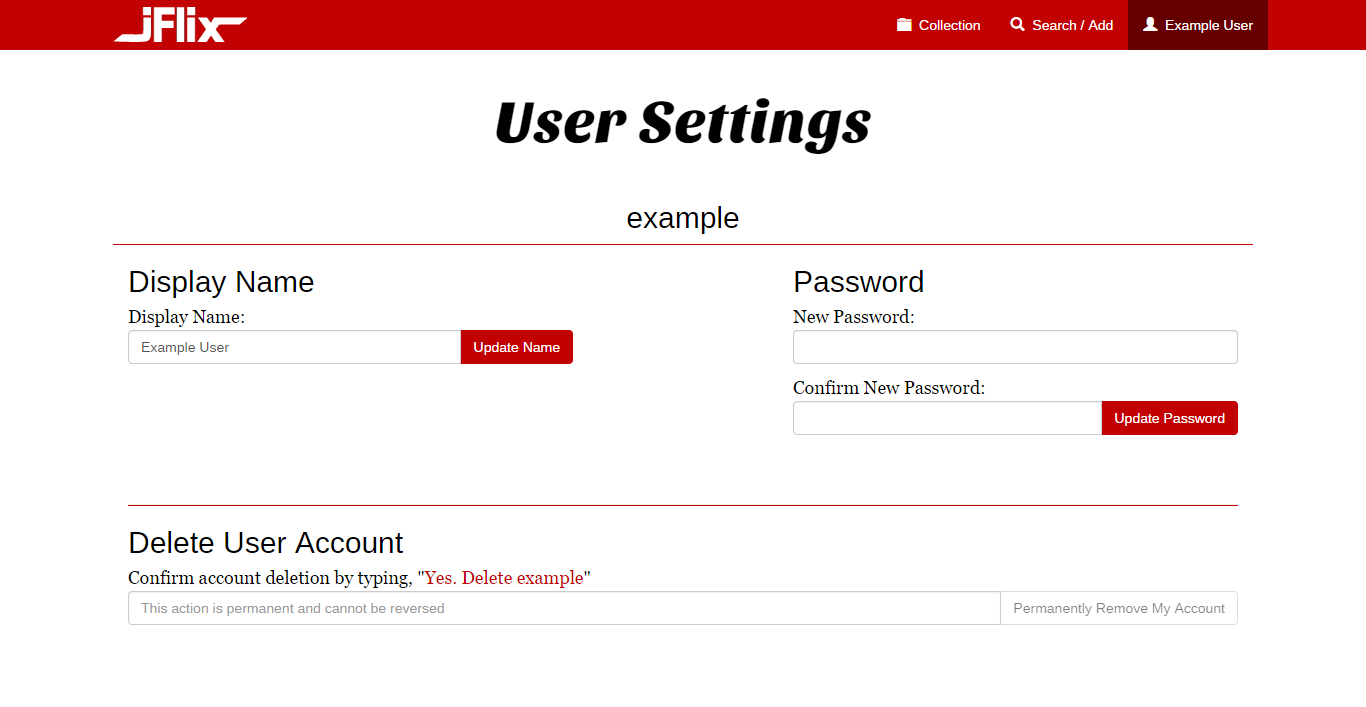 jFlix
Collection
Search / Add
Example User
User Settings
example
Display Name
Display Name:
Example User
Update Name
Password
New Password:
Confirm New Password:
Update Password
Delete User Account
Confirm account deletion by typing, "Yes. Delete example"
This action is permanent and cannot be reversed
Permanently Remove My Account